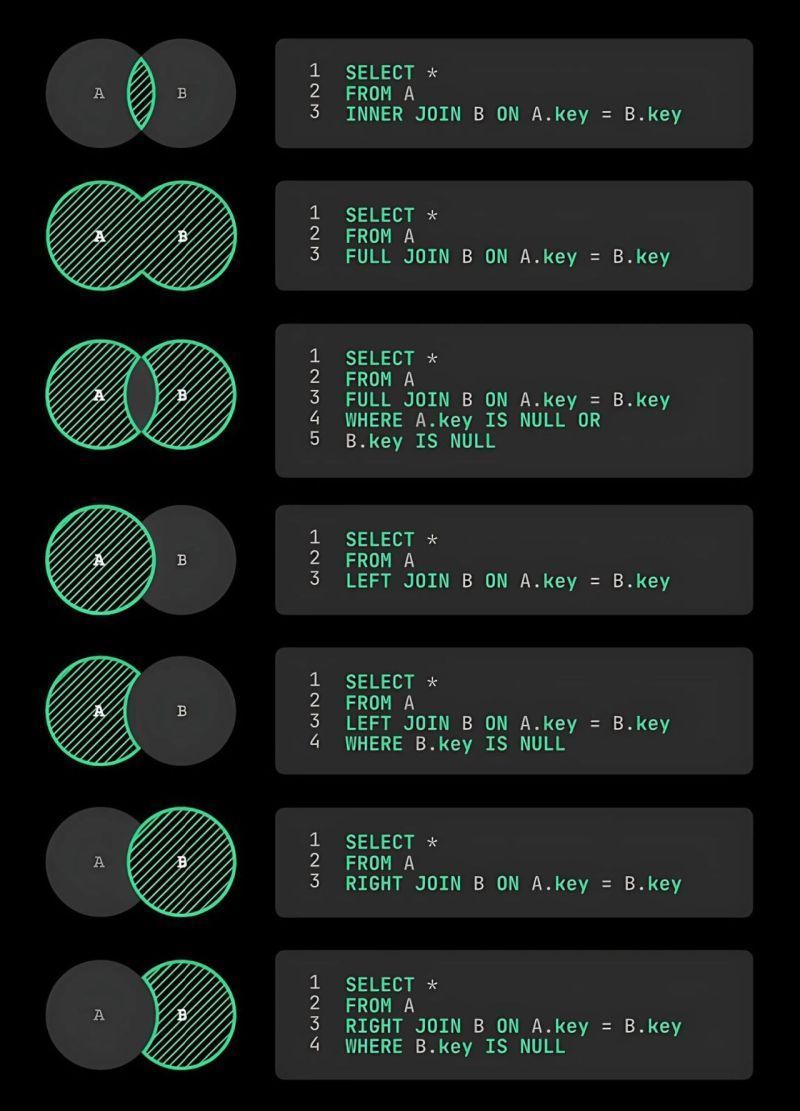 A B
1 SELECT *
2 FROM A
3 INNER JOIN B ON A.key = B.key
A B
1 SELECT *
2 FROM A
3 FULL JOIN B ON A.key = B.key
A B
1 SELECT *
2 FROM A
3 FULL JOIN B ON A.key = B.key
4 WHERE A.key IS NULL OR
5 B.key IS NULL
A B
1 SELECT *
2 FROM A
3 LEFT JOIN B ON A.key = B.key
A B
1 SELECT *
2 FROM A
3 LEFT JOIN B ON A.key = B.key
4 WHERE B.key IS NULL
A B
1 SELECT *
2 FROM A
3 RIGHT JOIN B ON A.key = B.key
A B
1 SELECT *
2 FROM A
3 RIGHT JOIN B ON A.key = B.key
4 WHERE B.key IS NULL